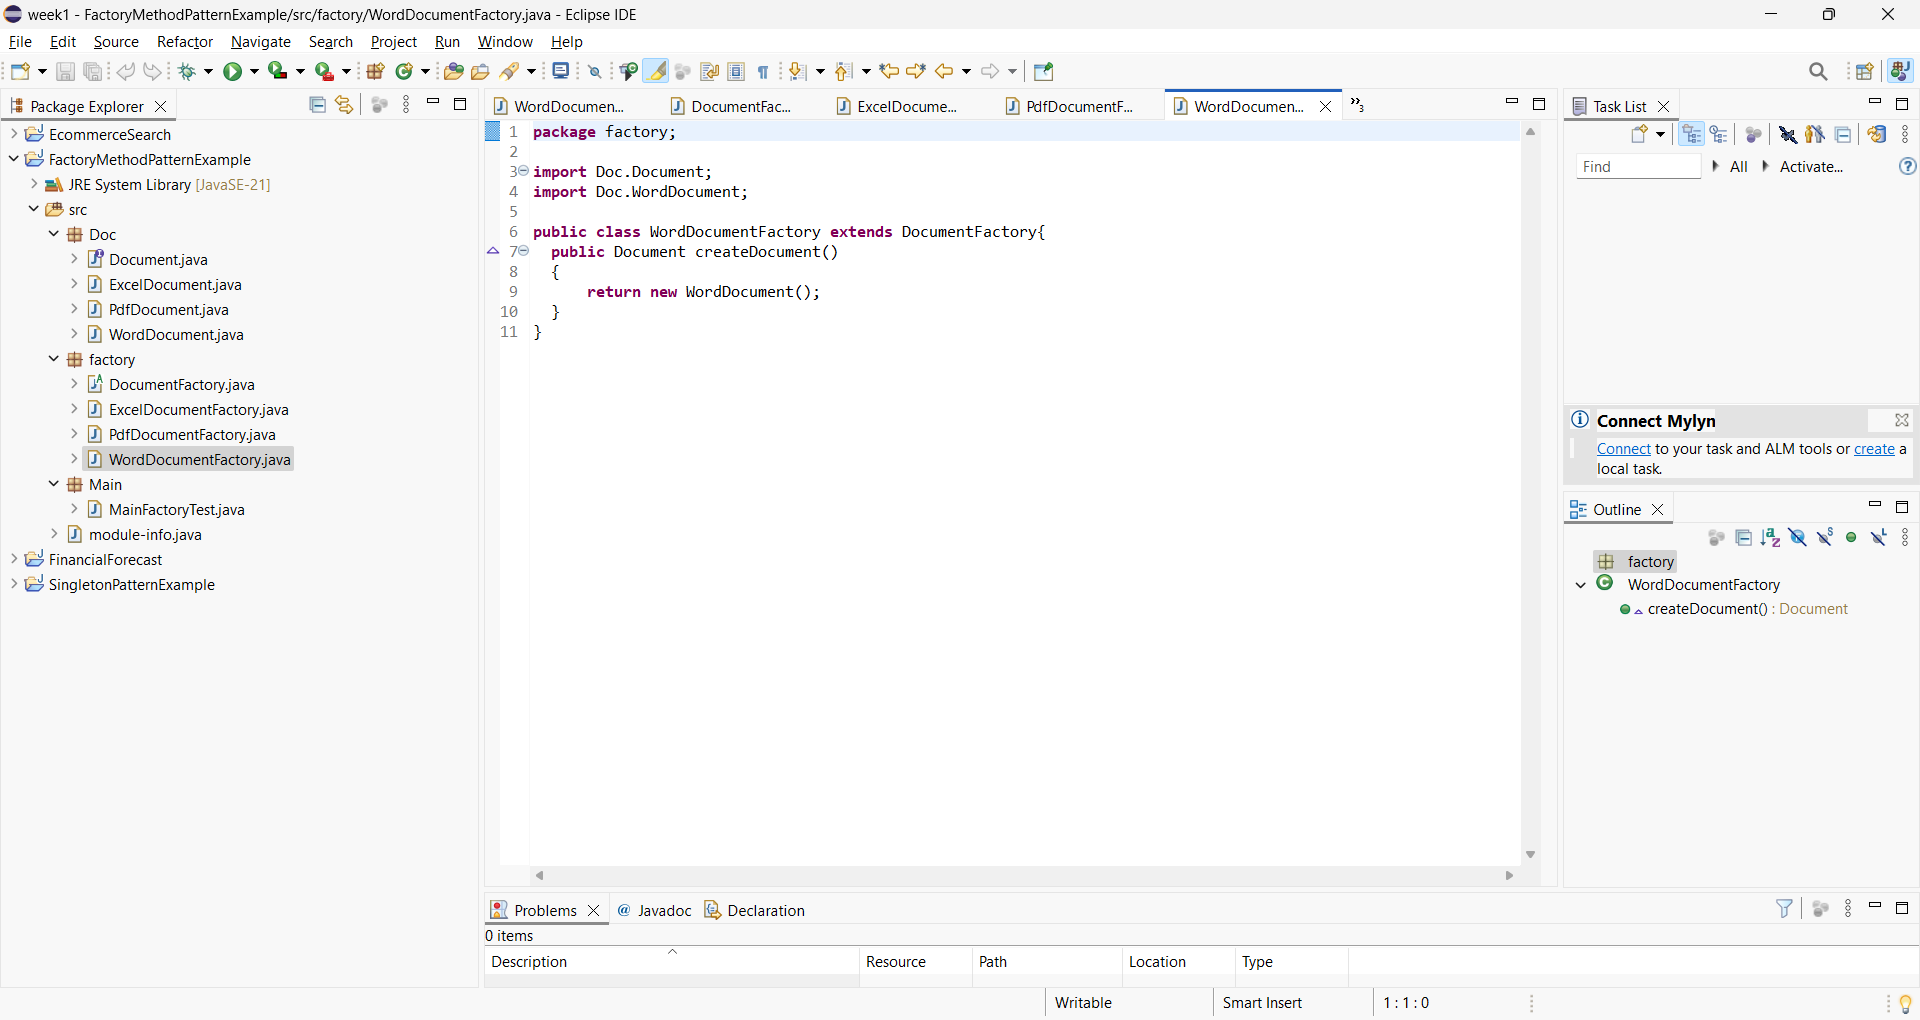 week1 - FactoryMethodPatternExample/src/factory/WordDocumentFactory.java - Eclipse IDE
File Edit Source Refactor Navigate Search Project Run Window Help
Package Explorer
EcommerceSearch
FactoryMethodPatternExample
JRE System Library [JavaSE-21]
src
Doc
Document.java
ExcelDocument.java
PdfDocument.java
WordDocument.java
factory
DocumentFactory.java
ExcelDocumentFactory.java
PdfDocumentFactory.java
WordDocumentFactory.java
Main
MainFactoryTest.java
module-info.java
FinancialForecast
SingletonPatternExample
WordDocumen... DocumentFac... ExcelDocume... PdfDocumentF... WordDocumen... »3
1 package factory;
2
3 import Doc.Document;
4 import Doc.WordDocument;
5
6 public class WordDocumentFactory extends DocumentFactory{
7 public Document createDocument()
8 {
9 return new WordDocument();
10 }
11 }
Task List
Find All Activate...
Connect Mylyn
Connect to your task and ALM tools or create a
local task.
Outline
factory
WordDocumentFactory
createDocument() : Document
Problems @ Javadoc Declaration
0 items
Description Resource Path Location Type
Writable Smart Insert 1 : 1 : 0